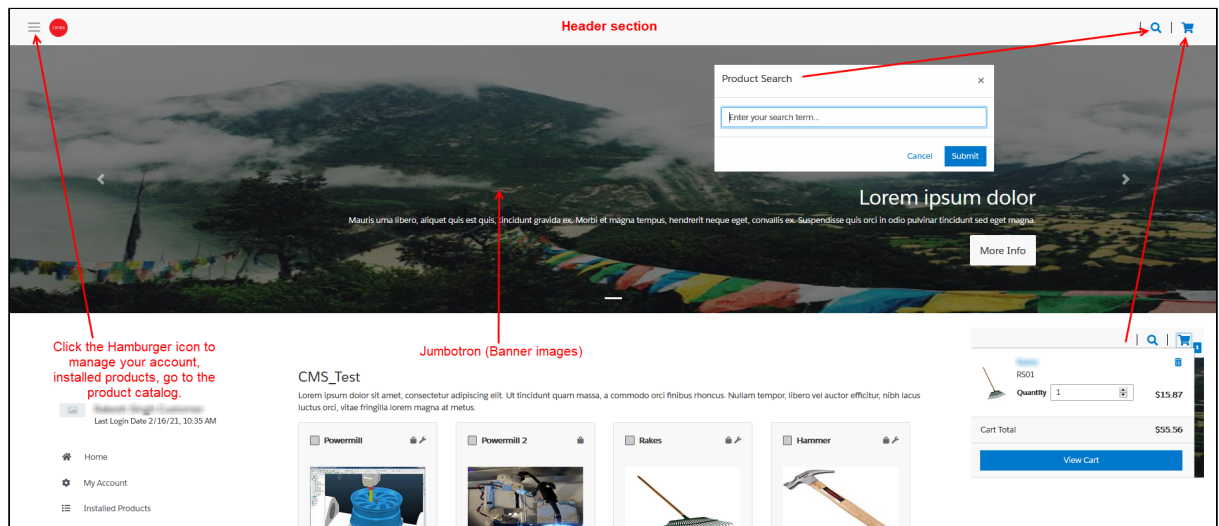 Header section
Product Search
×
Enter your search term...
Cancel
Submit
Lorem ipsum dolor
Mauris urna libero, aliquet quis est quis, tincidunt gravida ex. Morbi et magna tempus, hendrerit neque eget, convallis ex. Suspendisse quis orci in odio pulvinar tincidunt sed eget magna.
More Info
Click the Hamburger icon to
manage your account,
installed products, go to the
product catalog.
Last Login Date 2/16/21, 10:35 AM
Home
My Account
Installed Products
Jumbotron (Banner images)
CMS_Test
Lorem ipsum dolor sit amet, consectetur adipiscing elit. Ut tincidunt quam massa, a commodo orci finibus rhoncus. Nullam tempor, libero vel auctor efficitur, nibh lacus
luctus orci, vitae fringilla lorem magna at metus.
Powermill
Powermill 2
Rakes
Hammer
1
RS01
Quantity 1
$15.87
Cart Total $55.56
View Cart